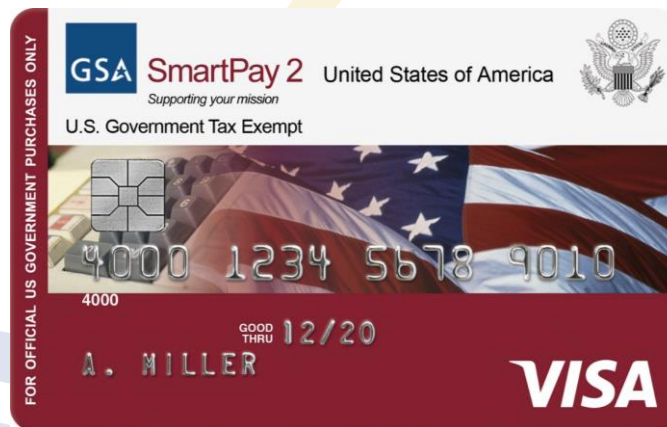 FOR OFFICIAL US GOVERNMENT PURCHASES ONLY
GSA SmartPay 2 United States of America
Supporting your mission
U.S. Government Tax Exempt
4000 1234 5678 9010
4000
GOOD THRU 12/20
A. MILLER
VISA